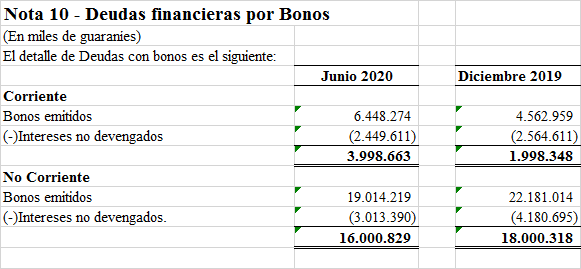 Nota 10 - Deudas financieras por Bonos
(En miles de guaranies)
El detalle de Deudas con bonos es el siguiente:
Junio 2020 Diciembre 2019
Corriente
Bonos emitidos 6.448.274 4.562.959
(-)Intereses no devengados (2.449.611) (2.564.611)
3.998.663 1.998.348
No Corriente
Bonos emitidos 19.014.219 22.181.014
(-)Intereses no devengados. (3.013.390) (4.180.695)
16.000.829 18.000.318